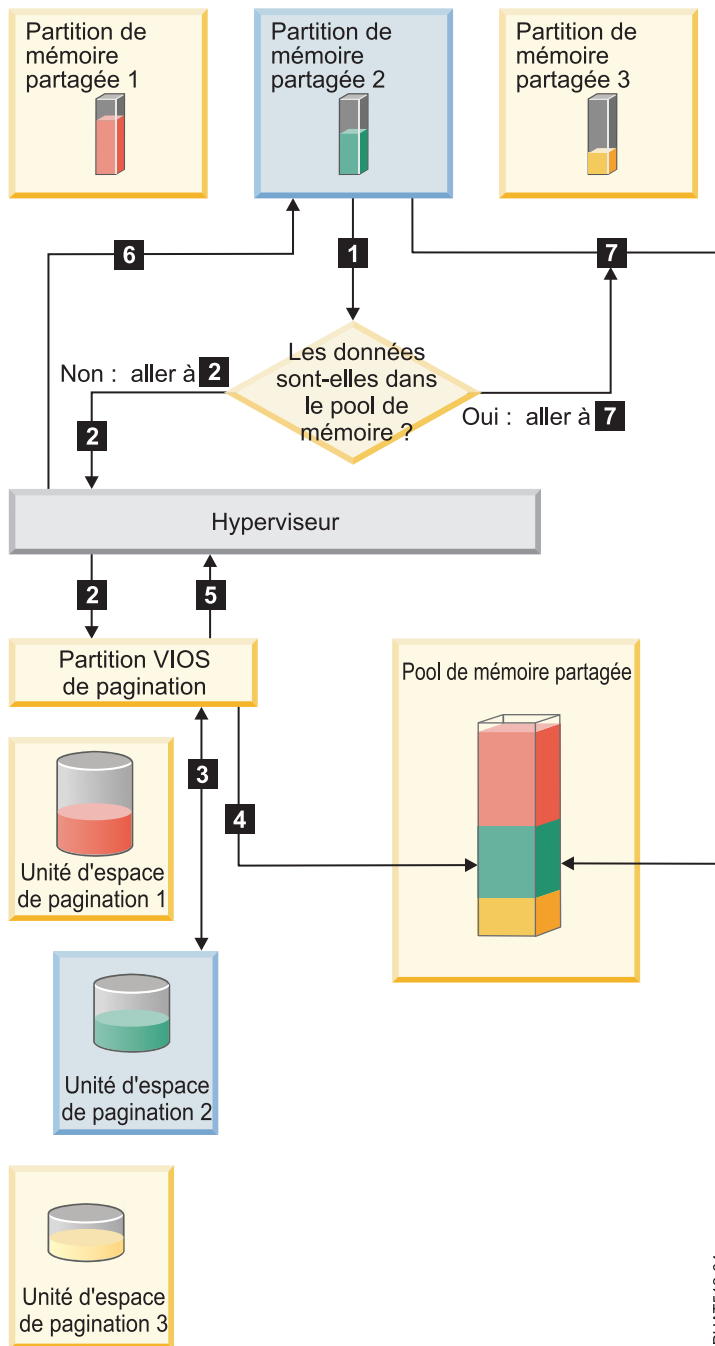 Partition de
mémoire
partagée 1
Partition de
mémoire
partagée 2
Partition de
mémoire
partagée 3
6
1
7
Les données
sont-elles dans
le pool de
mémoire ?
Non : aller à 2
Oui : aller à 7
2
Hyperviseur
2
5
Partition VIOS
de pagination
Pool de mémoire partagée
3
4
Unité d'espace
de pagination 1
Unité d'espace
de pagination 2
Unité d'espace
de pagination 3